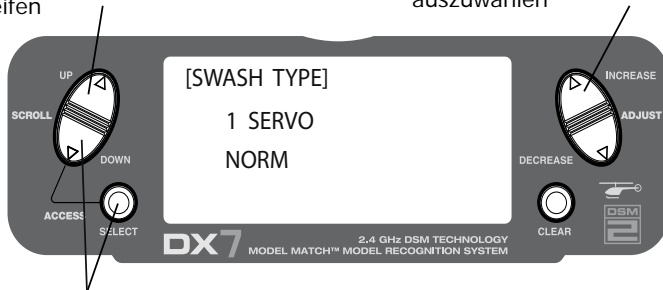 eifen
auszuwählen
UP
SCROLL
DOWN
ACCESS
SELECT
[SWASH TYPE]
1 SERVO
NORM
INCREASE
ADJUST
DECREASE
CLEAR
DSM
2
DX7
2.4 GHz DSM TECHNOLOGY
MODEL MATCH™ MODEL RECOGNITION SYSTEM